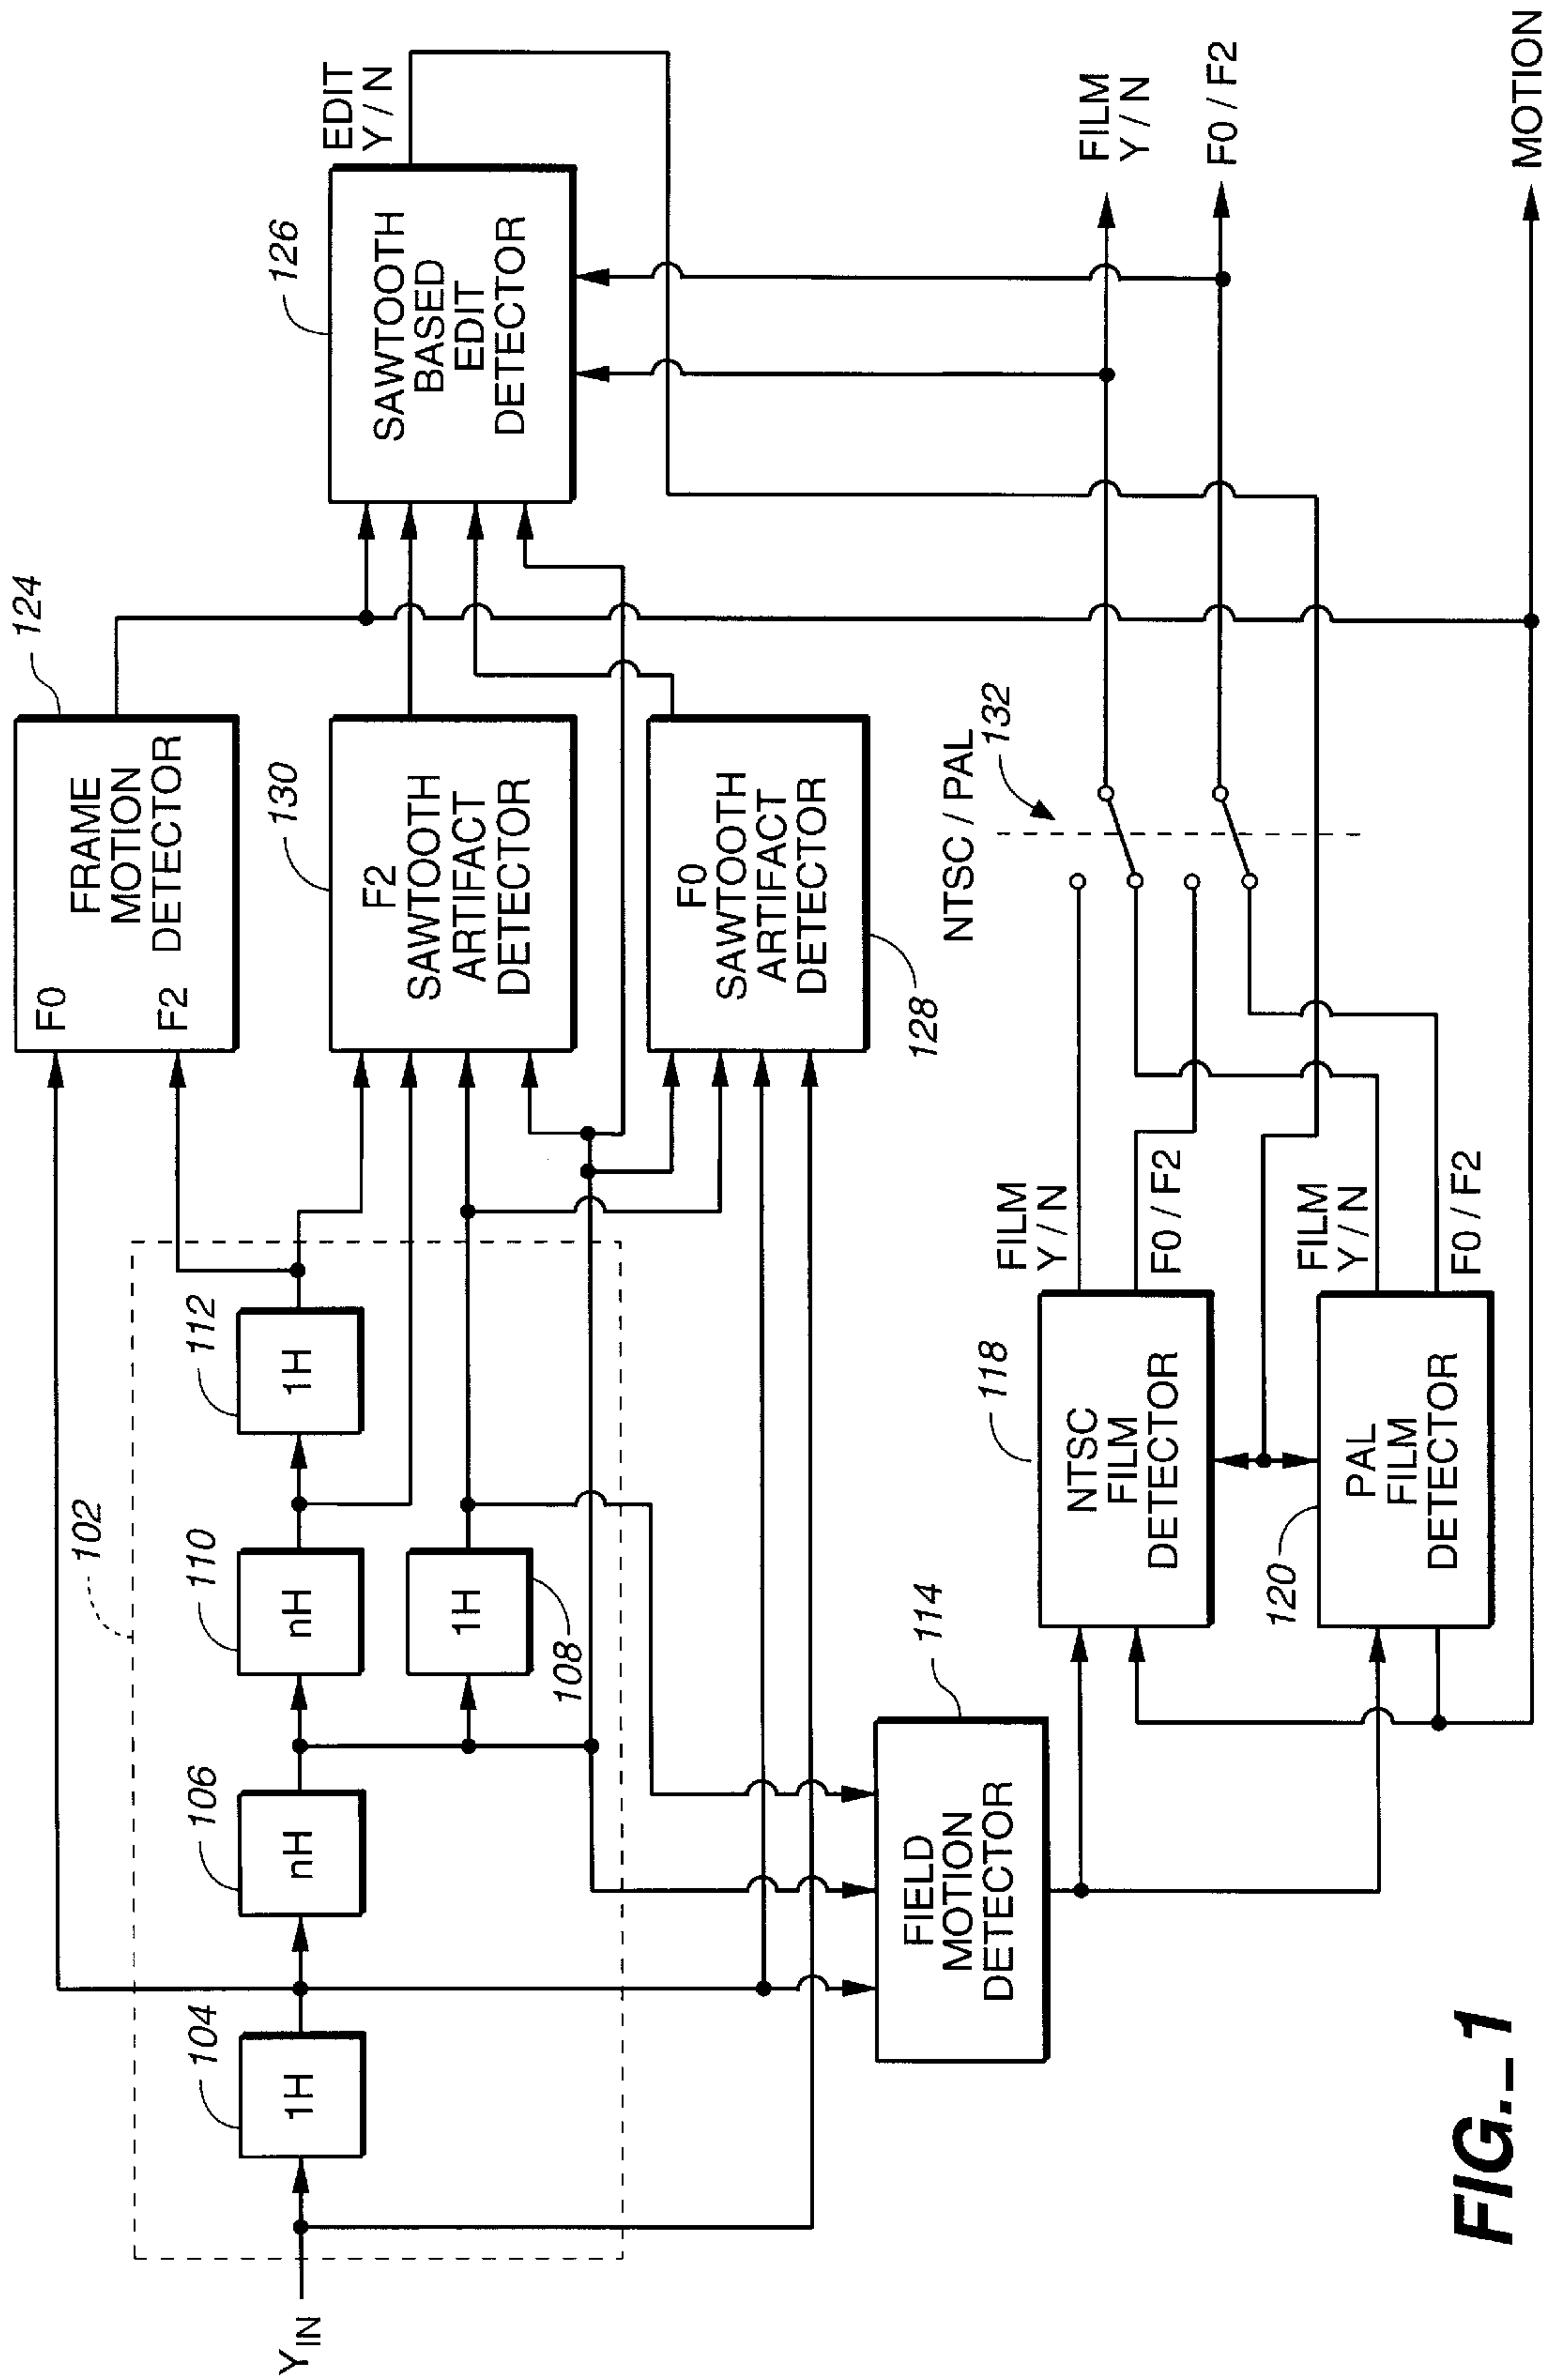 124
FRAME
MOTION
DETECTOR
F0
F2
126
SAWTOOTH
BASED
EDIT
DETECTOR
EDIT
Y / N
130
F2
SAWTOOTH
ARTIFACT
DETECTOR
F0
SAWTOOTH
ARTIFACT
DETECTOR
128
102
104
1H
106
nH
110
nH
112
1H
1H
108
Y IN
114
FIELD
MOTION
DETECTOR
118
NTSC
FILM
DETECTOR
FILM
Y / N
F0 / F2
120
PAL
FILM
DETECTOR
FILM
Y / N
F0 / F2
NTSC / PAL
132
FILM
Y / N
F0 / F2
MOTION
FIG._1